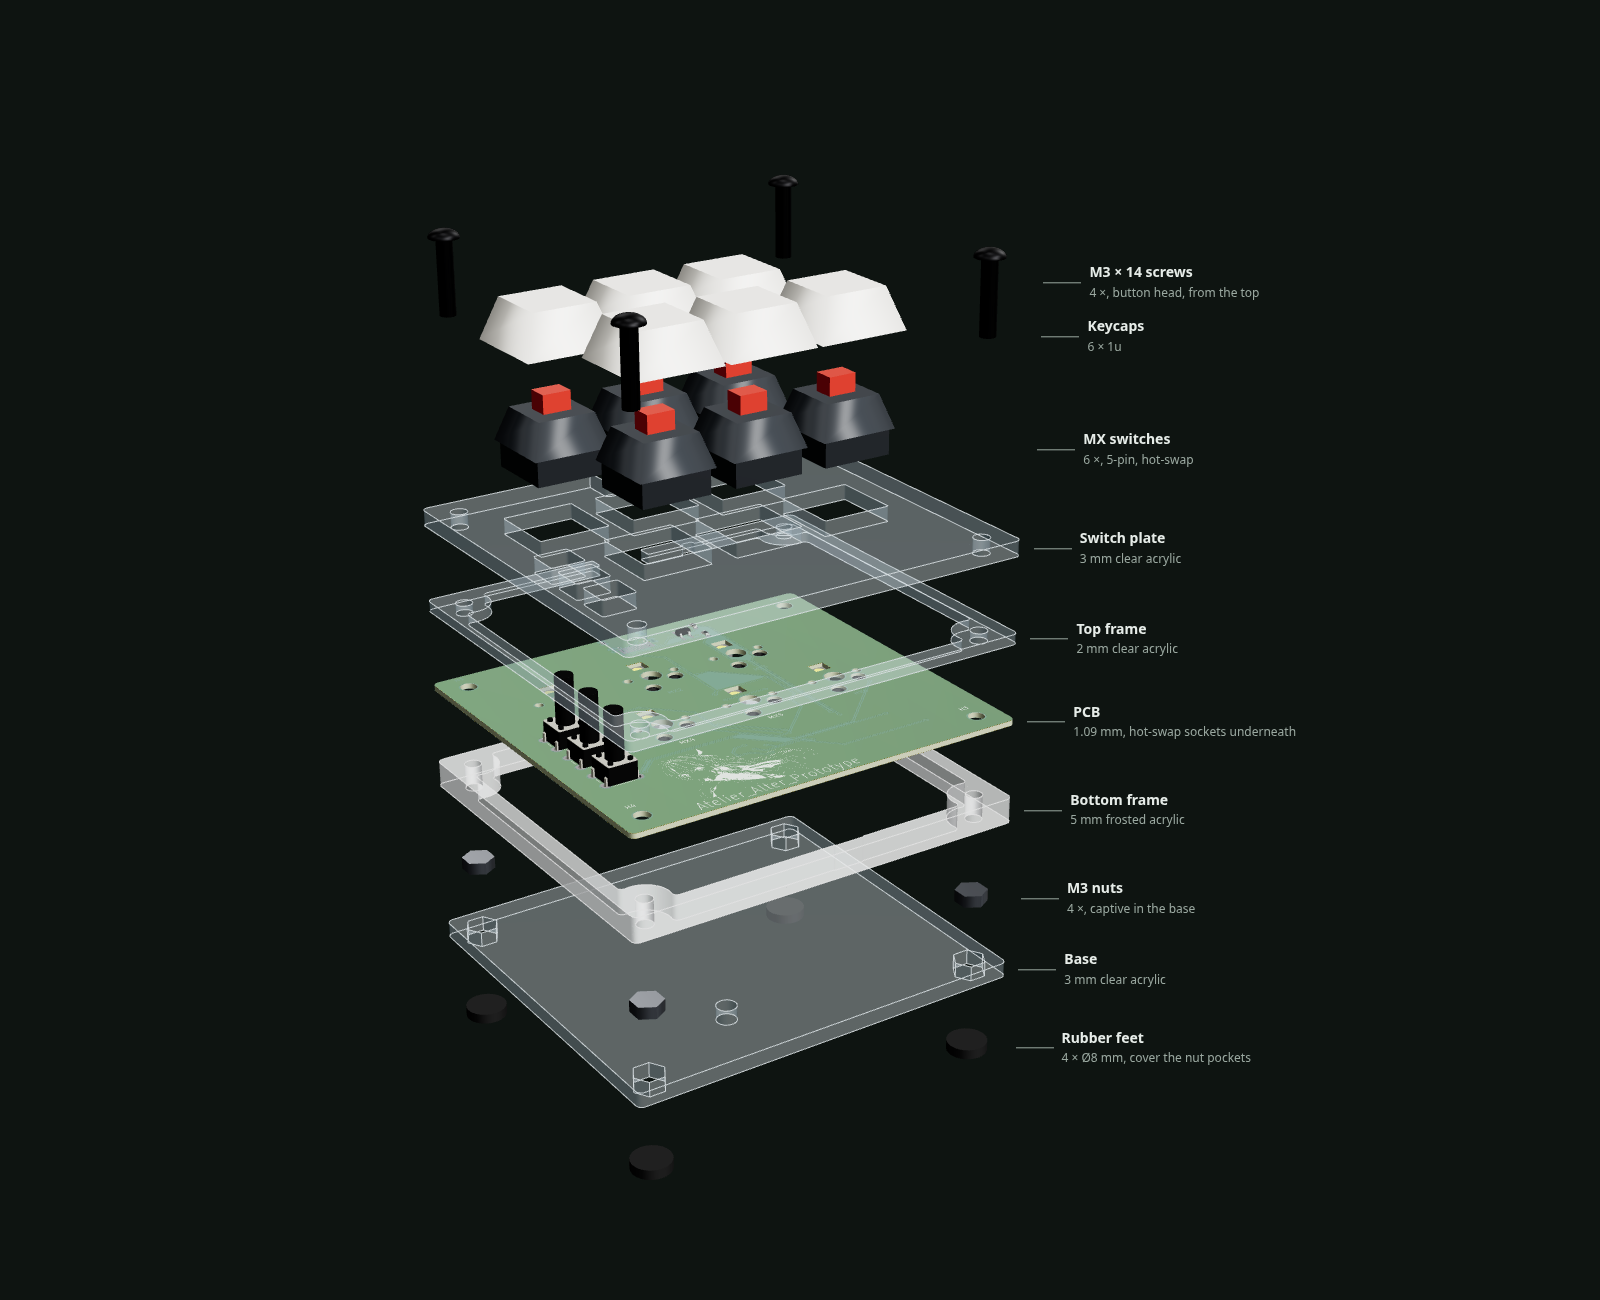 M3 × 14 screws
4 ×, button head, from the top
Keycaps
6 × 1u
MX switches
6 ×, 5-pin, hot-swap
Switch plate
3 mm clear acrylic
Top frame
2 mm clear acrylic
PCB
1.09 mm, hot-swap sockets underneath
Atelier_Alter_Prototype
Bottom frame
5 mm frosted acrylic
M3 nuts
4 ×, captive in the base
Base
3 mm clear acrylic
Rubber feet
4 × Ø8 mm, cover the nut pockets